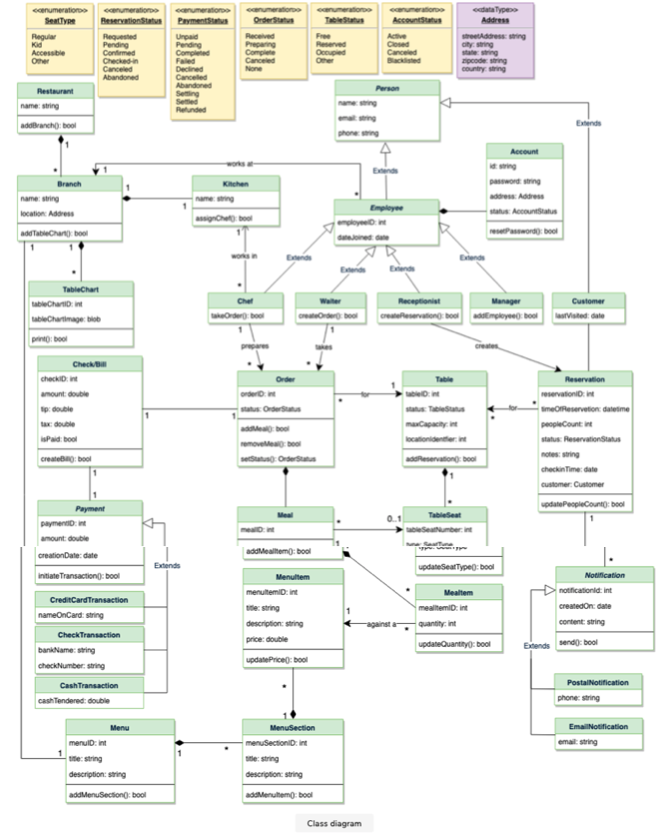 <<enumeration>>
SeatType
Regular
Kid
Accessible
Other
<<enumeration>>
ReservationStatus
Requested
Pending
Confirmed
Checked-in
Canceled
Abandoned
<<enumeration>>
PaymentStatus
Unpaid
Pending
Completed
Failed
Declined
Cancelled
Abandoned
Settling
Settled
Refunded
<<enumeration>>
OrderStatus
Received
Preparing
Complete
Canceled
None
<<enumeration>>
TableStatus
Free
Reserved
Occupied
Other
<<enumeration>>
AccountStatus
Active
Closed
Canceled
Blacklisted
<<dataType>>
Address
streetAddress: string
city: string
state: string
zipcode: string
country: string
Restaurant
name: string
addBranch(): bool
1
*
Person
name: string
email: string
phone: string
Extends
Extends
Account
id: string
password: string
address: Address
status: AccountStatus
resetPassword(): bool
works at
1
*
Branch
name: string
location: Address
addTableChart(): bool
1
1
1
1
Kitchen
name: string
assignChef(): bool
1
works in
*
Employee
employeeID: int
dateJoined: date
Extends
Extends
Extends
Extends
*
TableChart
tableChartID: int
tableChartImage: blob
print(): bool
Chef
takeOrder(): bool
1
prepares
*
Waiter
createOrder(): bool
1
takes
*
Receptionist
createReservation(): bool
creates
Manager
addEmployee(): bool
Customer
lastVisited: date
Check/Bill
checkID: int
amount: double
tip: double
tax: double
isPaid: bool
createBill(): bool
1
1
1
1
Order
orderID: int
status: OrderStatus
addMeal(): bool
removeMeal(): bool
setStatus(): OrderStatus
for
*
1
Table
tableID: int
status: TableStatus
maxCapacity: int
locationIdentifer: int
addReservation(): bool
1
*
for
*
*
Reservation
reservationID: int
timeOfReservation: datetime
peopleCount: int
status: ReservationStatus
notes: string
checkinTime: date
customer: Customer
updatePeopleCount(): bool
1
*
Payment
paymentID: int
amount: double
creationDate: date
initiateTransaction(): bool
Extends
Meal
mealID: int
addMealItem(): bool
*
0..1
1
*
TableSeat
tableSeatNumber: int
type: SeatType
updateSeatType(): bool
CreditCardTransaction
nameOnCard: string
CheckTransaction
bankName: string
checkNumber: string
CashTransaction
cashTendered: double
MenuItem
menuItemID: int
title: string
description: string
price: double
updatePrice(): bool
1
against a
*
MealItem
mealItemID: int
quantity: int
updateQuantity(): bool
Notification
notificationId: int
createdOn: date
content: string
send(): bool
Extends
PostalNotification
phone: string
EmailNotification
email: string
*
1
Menu
menuID: int
title: string
description: string
addMenuSection(): bool
1
1
*
MenuSection
menuSectionID: int
title: string
description: string
addMenuItem(): bool
Class diagram